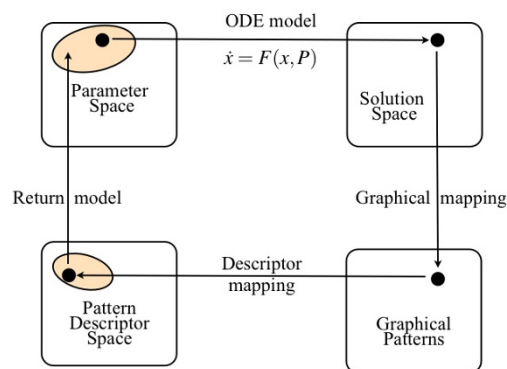 ODE model
ẋ = F(x, P)
Parameter
Space
Solution
Space
Return model
Graphical mapping
Descriptor
mapping
Pattern
Descriptor
Space
Graphical
Patterns